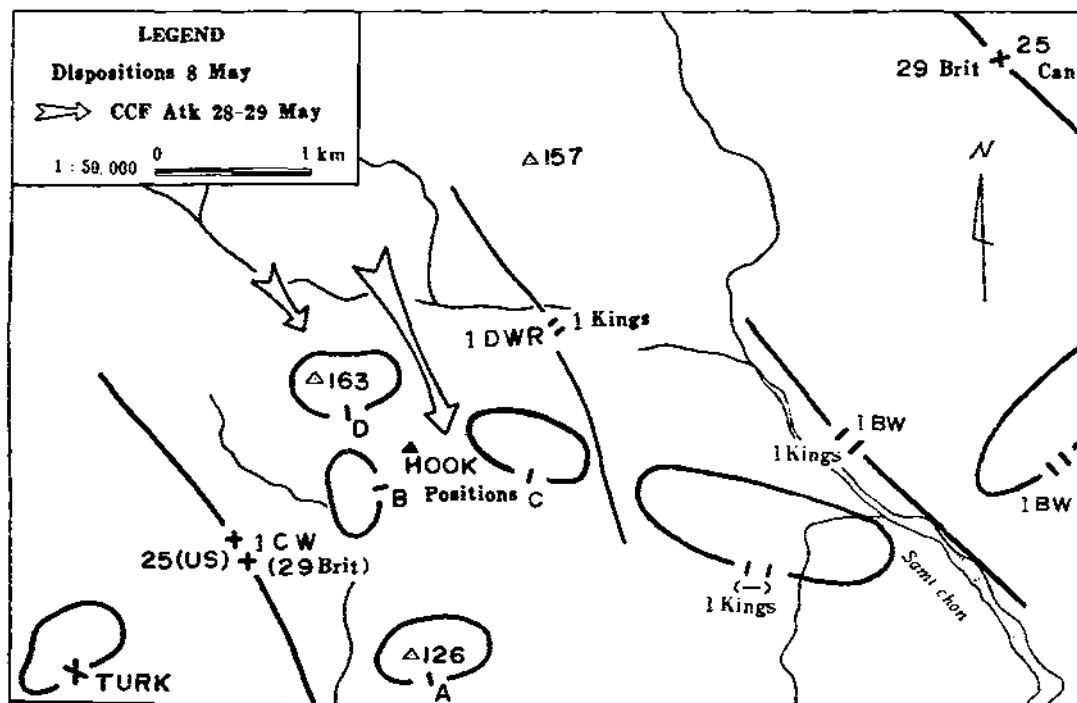 LEGEND
Dispositions 8 May
CCF Atk 28-29 May
1 : 50,000 0 1 km
29 Brit 25 Can
157
N
1 DWR 1 Kings
163
D
HOOK
Positions
B
C
1 BW
1 Kings
1 BW
1 CW
25(US) (29 Brit)
(—)
1 Kings
Sami chon
126
A
TURK